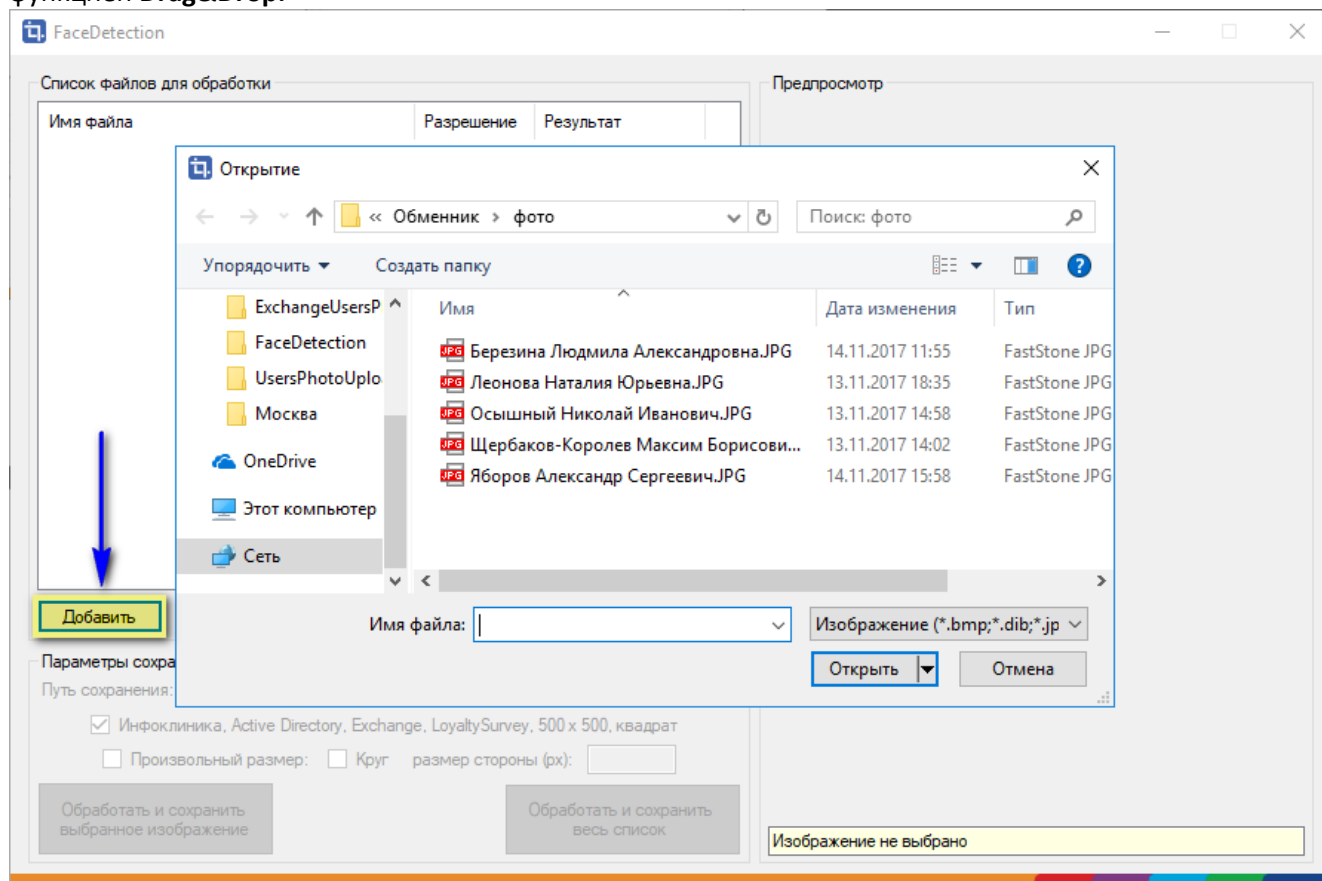 функцией Drag&Drop.
FaceDetection
Список файлов для обработки
Предпросмотр
Имя файла Разрешение Результат
Открытие
« Обменник › фото
Поиск: фото
Упорядочить Создать папку
Имя Дата изменения Тип
ExchangeUsersP
FaceDetection
UsersPhotoUplo
Москва
OneDrive
Этот компьютер
Сеть
Березина Людмила Александровна.JPG 14.11.2017 11:55 FastStone JPG
Леонова Наталия Юрьевна.JPG 13.11.2017 18:35 FastStone JPG
Осышный Николай Иванович.JPG 13.11.2017 14:58 FastStone JPG
Щербаков-Королев Максим Борисови... 13.11.2017 14:02 FastStone JPG
Яборов Александр Сергеевич.JPG 14.11.2017 15:58 FastStone JPG
Добавить
Имя файла:
Изображение (*.bmp;*.dib;*.jp
Открыть
Отмена
Параметры сохра
Путь сохранения:
Инфоклиника, Active Directory, Exchange, LoyaltySurvey, 500 x 500, квадрат
Произвольный размер: Круг размер стороны (px):
Обработать и сохранить
выбранное изображение
Обработать и сохранить
весь список
Изображение не выбрано